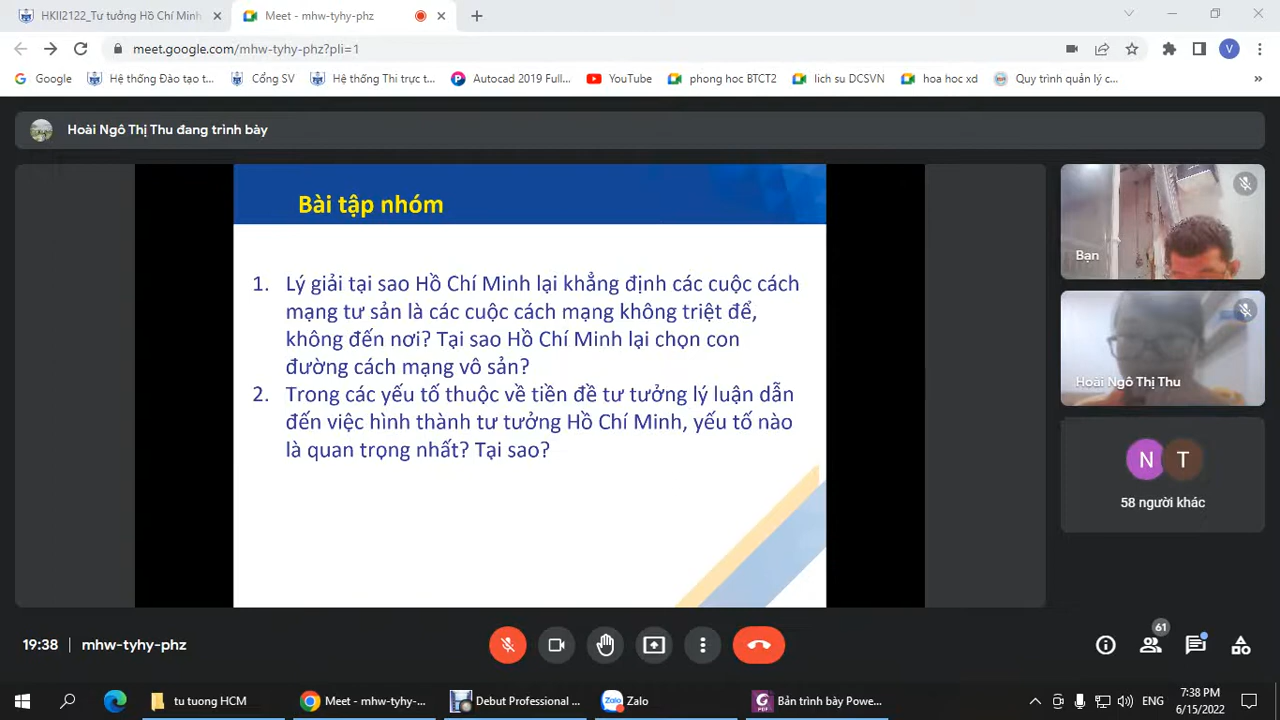 HKII2122_Tư tưởng Hồ Chí Minh
Meet - mhw-tyhy-phz
meet.google.com/mhw-tyhy-phz?pli=1
V
Google
Hệ thống Đào tạo t...
Cổng SV
Hệ thống Thi trực t...
Autocad 2019 Full...
YouTube
phong hoc BTCT2
lich su DCSVN
hoa hoc xd
Quy trình quản lý c...
»
Hoài Ngô Thị Thu đang trình bày
Bài tập nhóm
1. Lý giải tại sao Hồ Chí Minh lại khẳng định các cuộc cách
mạng tư sản là các cuộc cách mạng không triệt để,
không đến nơi? Tại sao Hồ Chí Minh lại chọn con
đường cách mạng vô sản?
2. Trong các yếu tố thuộc về tiền đề tư tưởng lý luận dẫn
đến việc hình thành tư tưởng Hồ Chí Minh, yếu tố nào
là quan trọng nhất? Tại sao?
Bạn
Hoài Ngô Thị Thu
N T
58 người khác
19:38 | mhw-tyhy-phz
61
tu tuong HCM
Meet - mhw-tyhy-...
Debut Professional ...
Zalo
Zalo
PDF
Bản trình bày Powe...
ENG
7:38 PM
6/15/2022